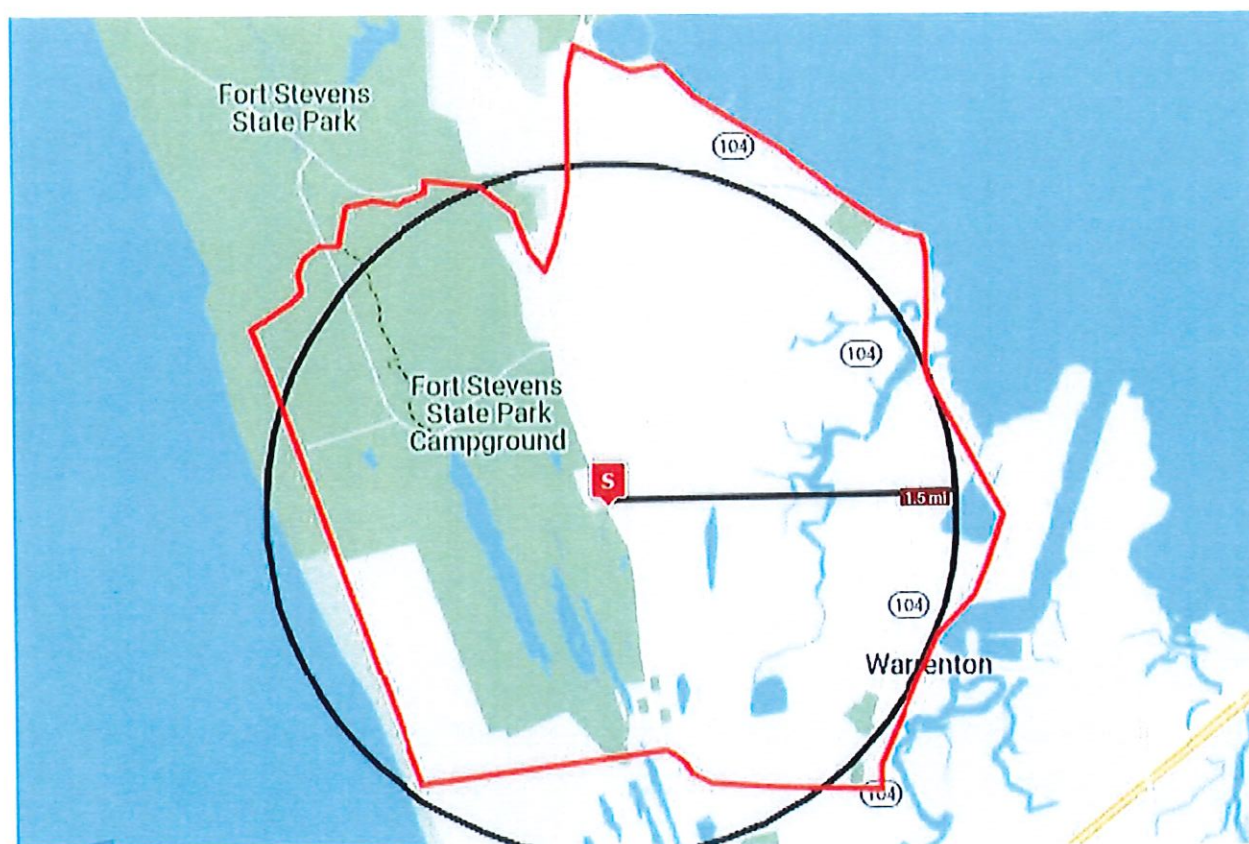 Fort Stevens
State Park
104
104
Fort Stevens
State Park
Campground
S
1.5 mi
104
Warrenton
104